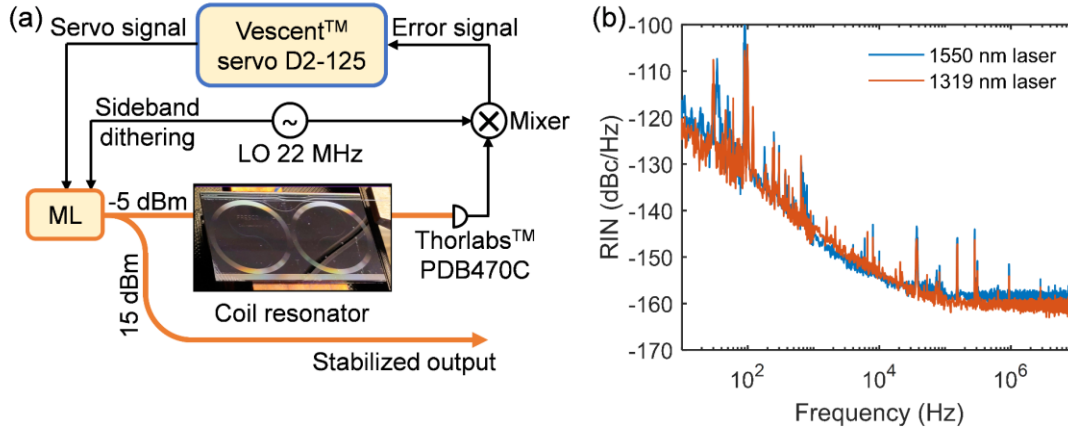 (a)
Servo signal
Vescent™
servo D2-125
Error signal
Sideband
dithering
~
LO 22 MHz
Mixer
ML
-5 dBm
15 dBm
Thorlabs™
PDB470C
Coil resonator
Stabilized output
(b)
1550 nm laser
1319 nm laser
RIN (dBc/Hz)
-100
-110
-120
-130
-140
-150
-160
-170
10²
10⁴
10⁶
Frequency (Hz)